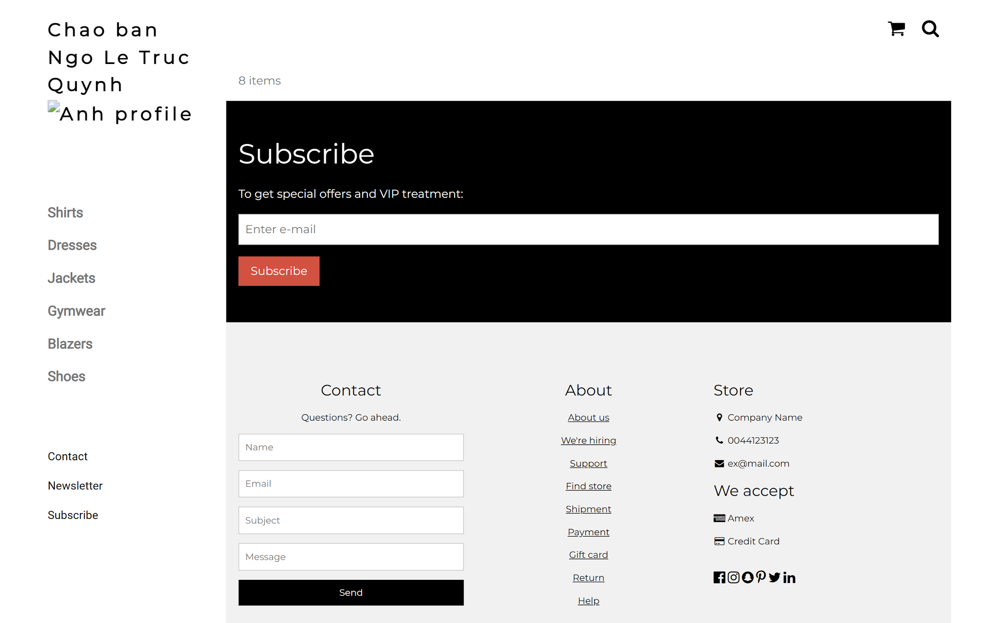 Chao ban
Ngo Le Truc
Quynh
Anh profile
Shirts
Dresses
Jackets
Gymwear
Blazers
Shoes
Contact
Newsletter
Subscribe
8 items
Subscribe
To get special offers and VIP treatment:
Enter e-mail
Subscribe
Contact
Questions? Go ahead.
Name
Email
Subject
Message
Send
About
About us
We're hiring
Support
Find store
Shipment
Payment
Gift card
Return
Help
Store
Company Name
0044123123
ex@mail.com
We accept
Amex
Credit Card